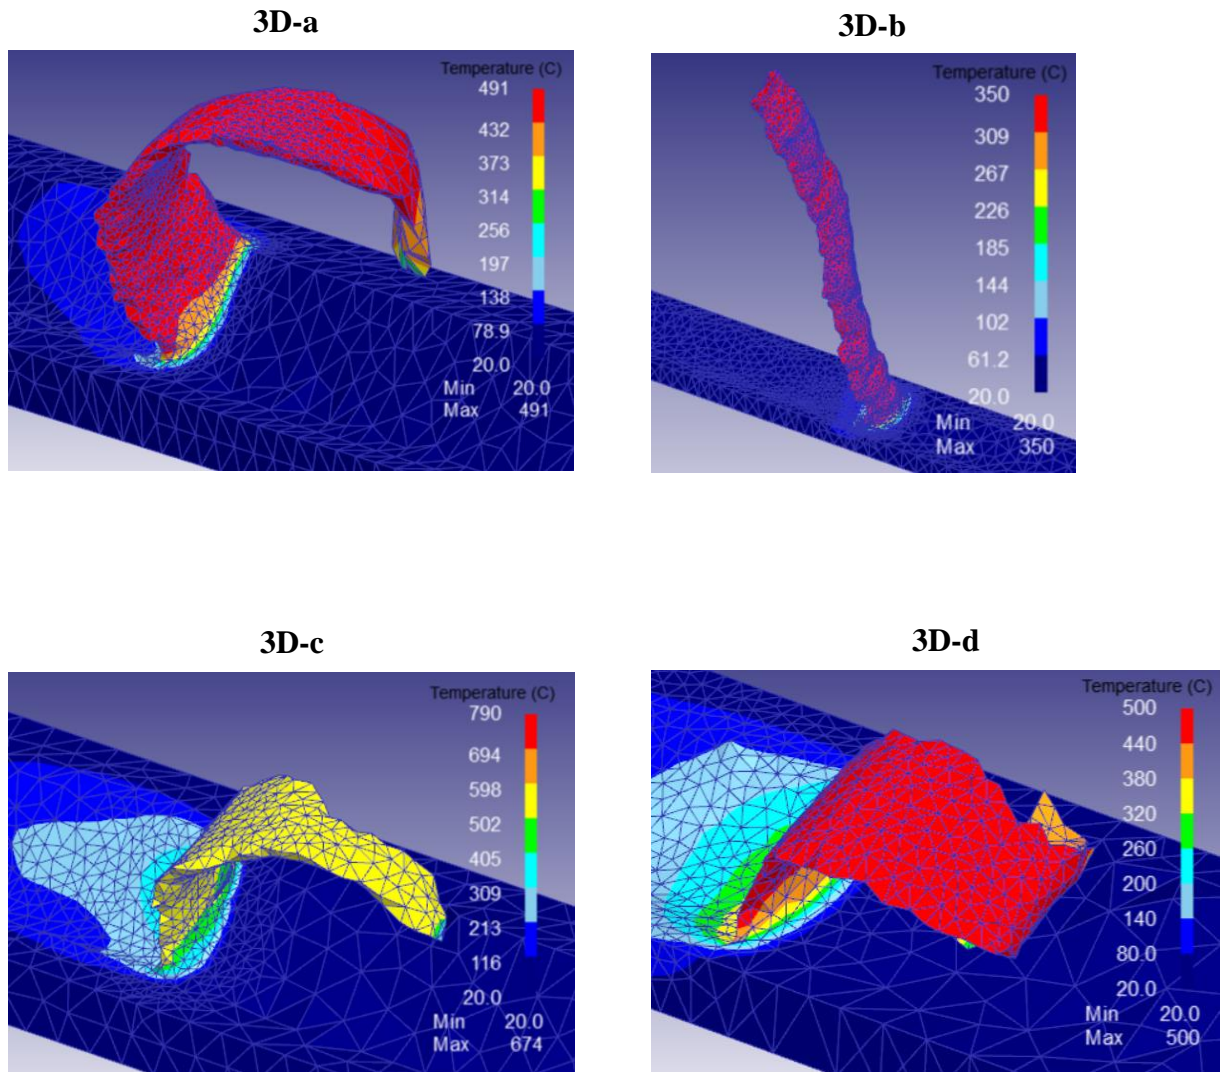 3D-a
Temperature (C)
491
432
373
314
256
197
138
78.9
20.0
Min 20.0
Max 491
3D-b
Temperature (C)
350
309
267
226
185
144
102
61.2
20.0
Min 20.0
Max 350
3D-c
Temperature (C)
790
694
598
502
405
309
213
116
20.0
Min 20.0
Max 674
3D-d
Temperature (C)
500
440
380
320
260
200
140
80.0
20.0
Min 20.0
Max 500